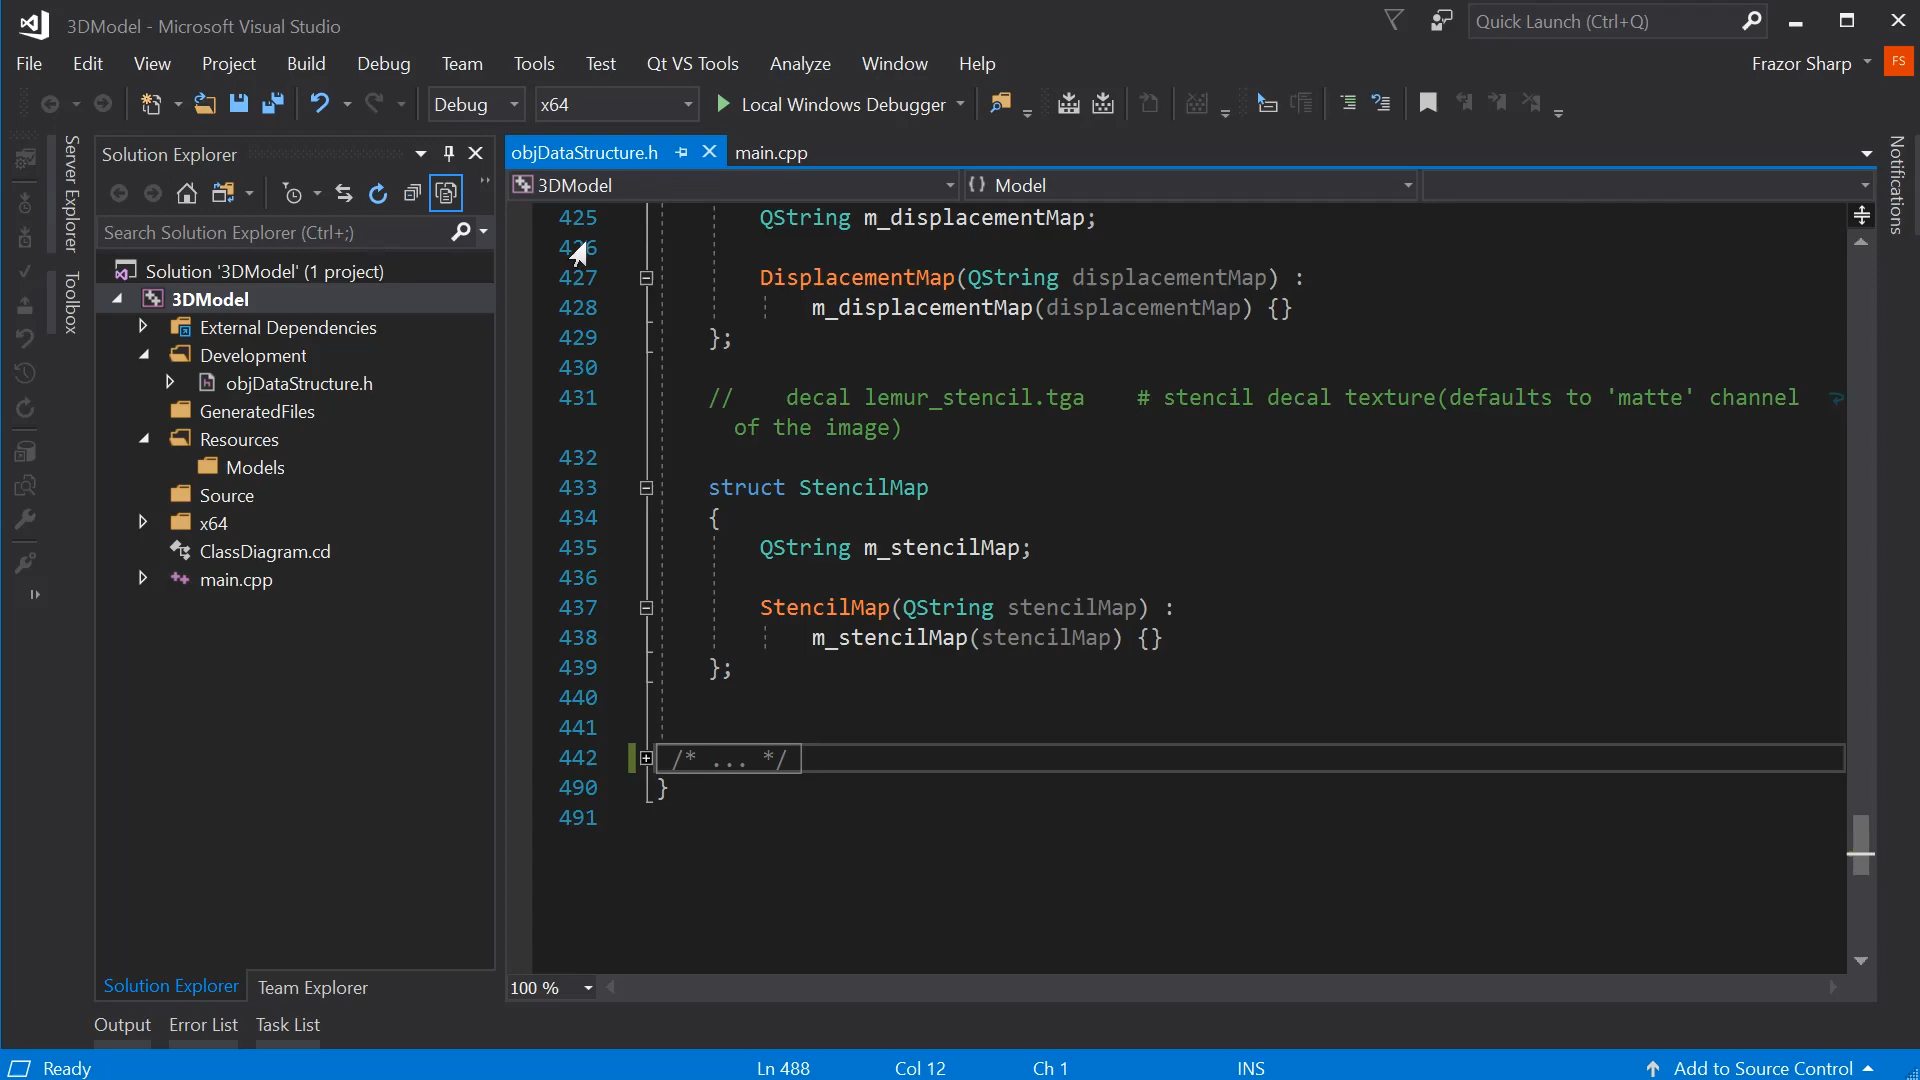 3DModel - Microsoft Visual Studio
Quick Launch (Ctrl+Q)
File Edit View Project Build Debug Team Tools Test Qt VS Tools Analyze Window Help
Frazor Sharp FS
Debug x64 Local Windows Debugger
Server Explorer
Toolbox
Solution Explorer
Search Solution Explorer (Ctrl+;)
Solution '3DModel' (1 project)
3DModel
External Dependencies
Development
objDataStructure.h
GeneratedFiles
Resources
Models
Source
x64
ClassDiagram.cd
main.cpp
Solution Explorer Team Explorer
objDataStructure.h main.cpp
3DModel {} Model
425 QString m_displacementMap;
426
427 DisplacementMap(QString displacementMap) :
428 m_displacementMap(displacementMap) {}
429 };
430
431 // decal lemur_stencil.tga # stencil decal texture(defaults to 'matte' channel
of the image)
432
433 struct StencilMap
434 {
435 QString m_stencilMap;
436
437 StencilMap(QString stencilMap) :
438 m_stencilMap(stencilMap) {}
439 };
440
441
442 /* ... */
490 }
491
100 %
Notifications
Output Error List Task List
Ready Ln 488 Col 12 Ch 1 INS Add to Source Control